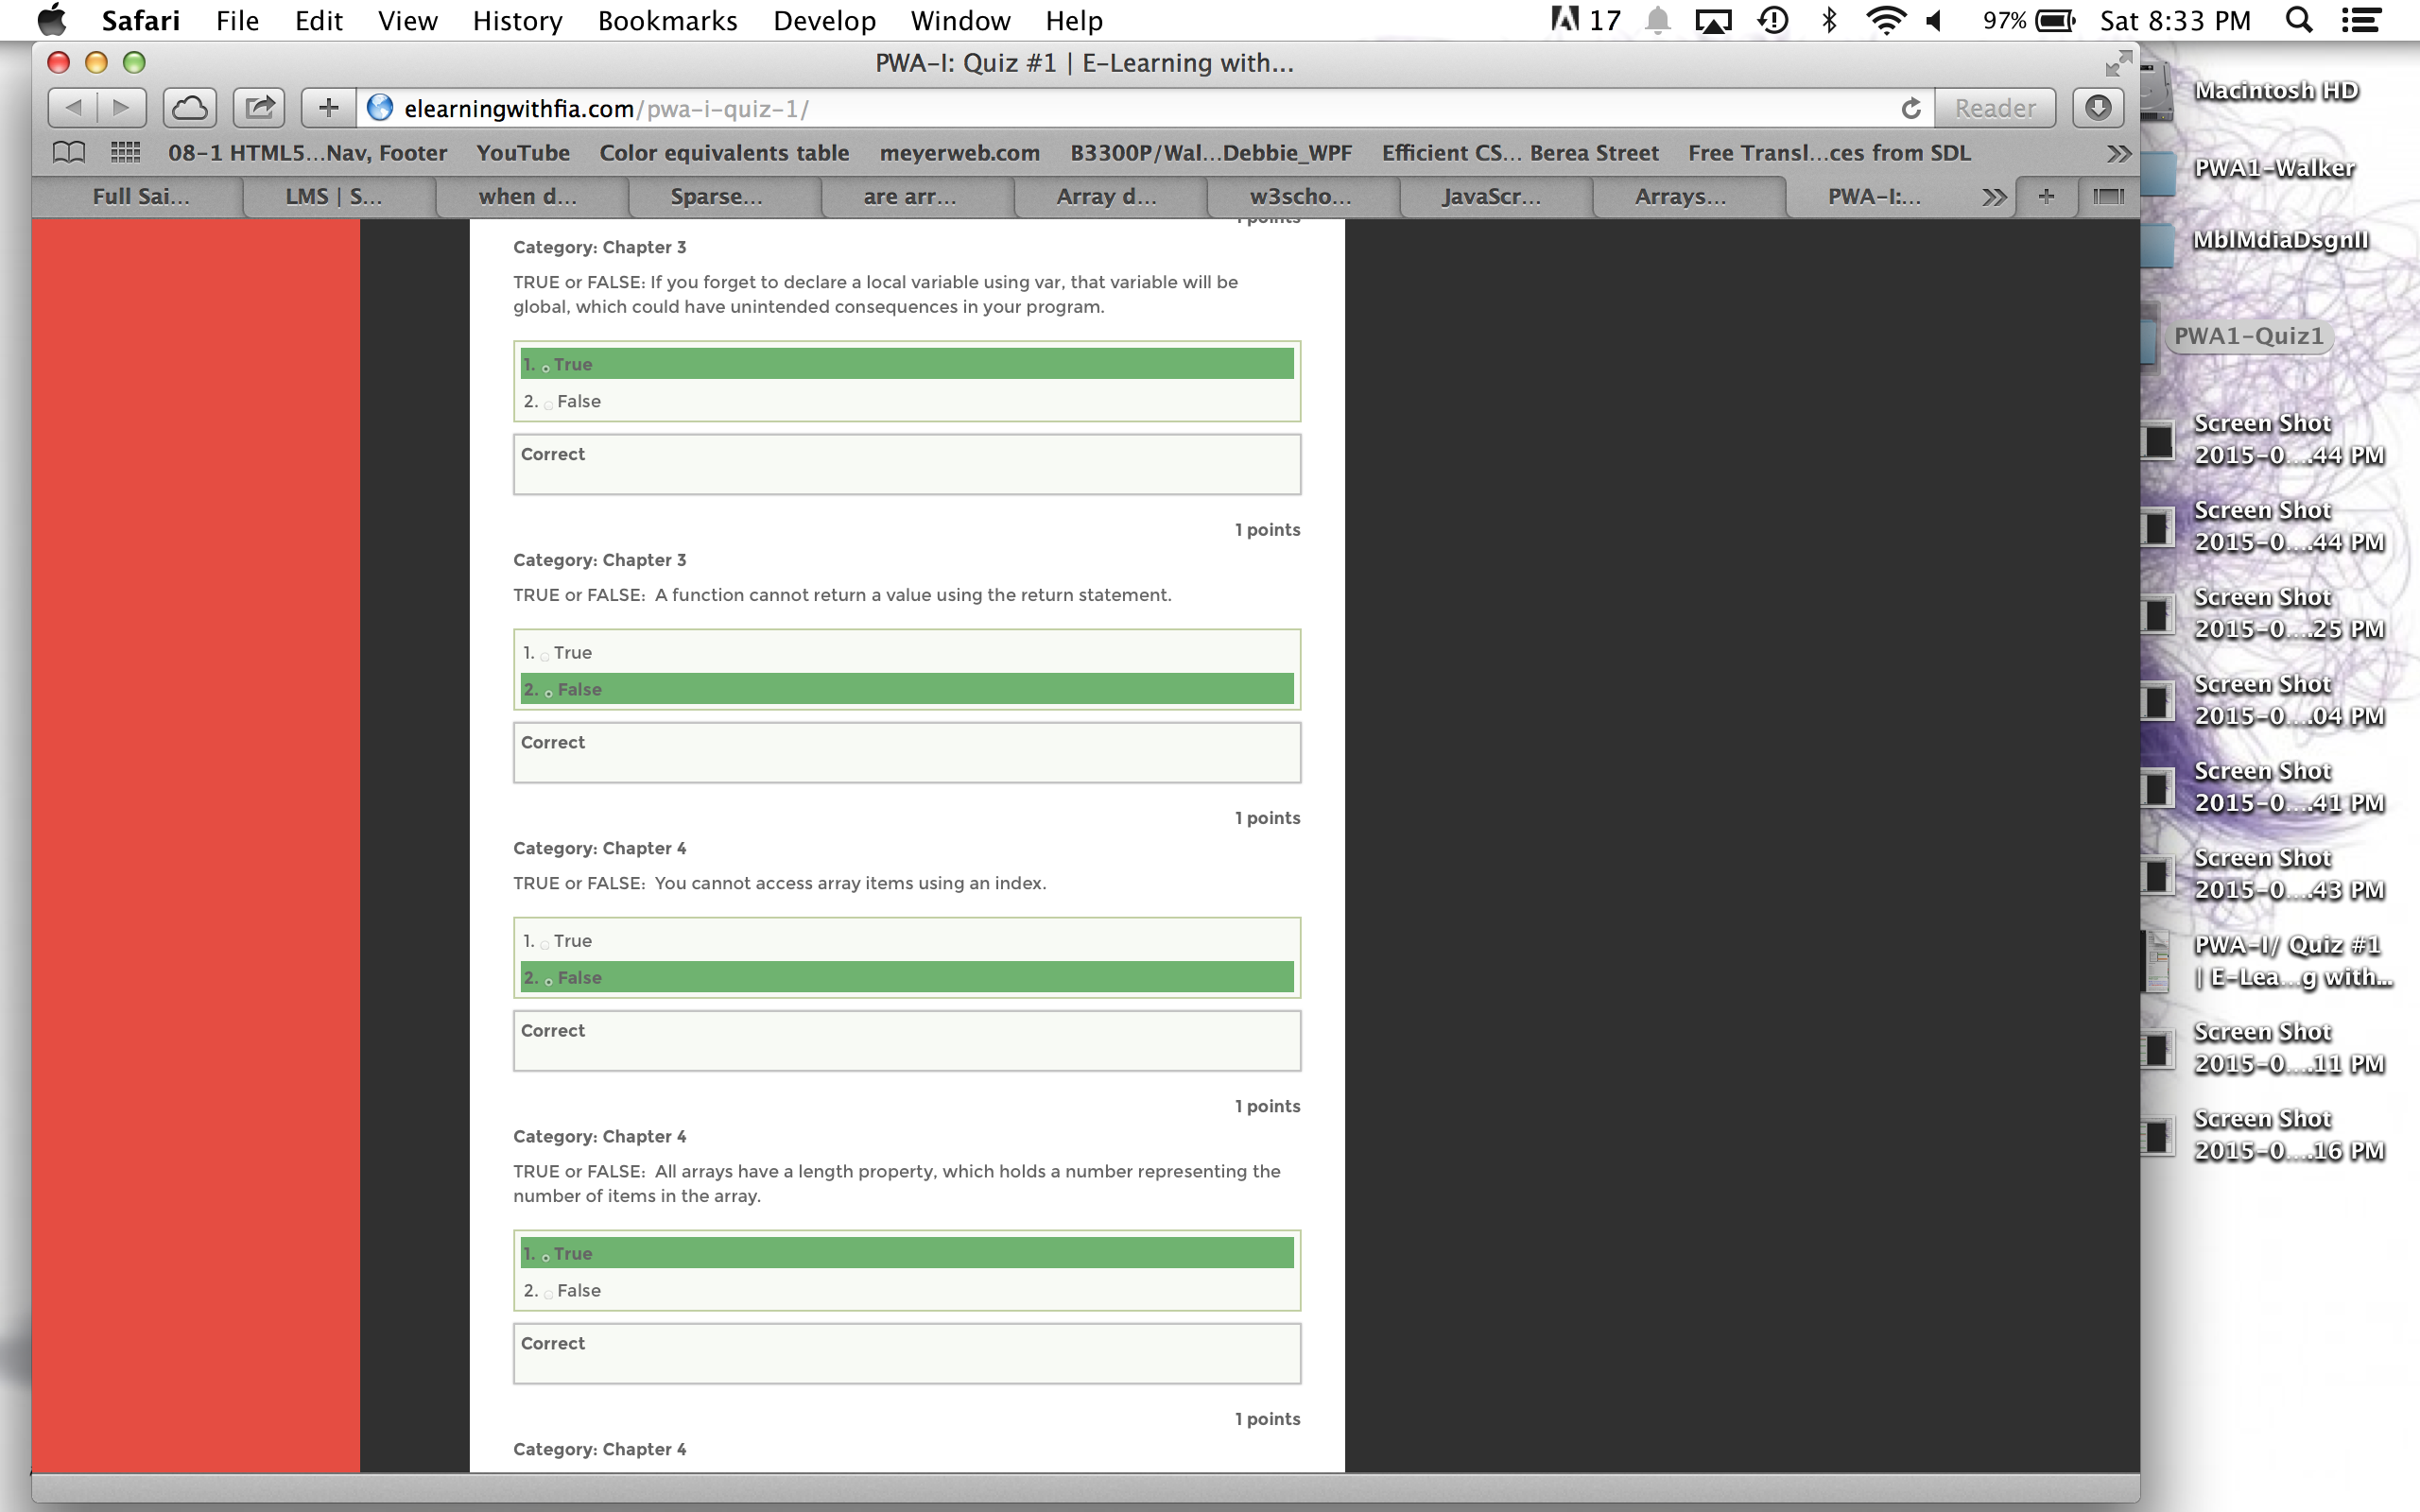 Safari File Edit View History Bookmarks Develop Window Help 17 97% Sat 8:33 PM
PWA-I: Quiz #1 | E-Learning with...
elearningwithfia.com/pwa-i-quiz-1/ Reader
08-1 HTML5...Nav, Footer YouTube Color equivalents table meyerweb.com B3300P/Wal...Debbie_WPF Efficient CS... Berea Street Free Transl...ces from SDL
Full Sai... LMS | S... when d... Sparse... are arr... Array d... w3scho... JavaScr... Arrays... PWA-I:...
1 points
Category: Chapter 3
TRUE or FALSE: If you forget to declare a local variable using var, that variable will be
global, which could have unintended consequences in your program.
1. True
2. False
Correct
1 points
Category: Chapter 3
TRUE or FALSE: A function cannot return a value using the return statement.
1. True
2. False
Correct
1 points
Category: Chapter 4
TRUE or FALSE: You cannot access array items using an index.
1. True
2. False
Correct
1 points
Category: Chapter 4
TRUE or FALSE: All arrays have a length property, which holds a number representing the
number of items in the array.
1. True
2. False
Correct
1 points
Category: Chapter 4
Macintosh HD
PWA1-Walker
MblMdiaDsgnII
PWA1-Quiz1
Screen Shot
2015-0....44 PM
Screen Shot
2015-0....44 PM
Screen Shot
2015-0....25 PM
Screen Shot
2015-0....04 PM
Screen Shot
2015-0....41 PM
Screen Shot
2015-0....43 PM
PWA-I/ Quiz #1
| E-Lea...g with...
Screen Shot
2015-0....11 PM
Screen Shot
2015-0....16 PM